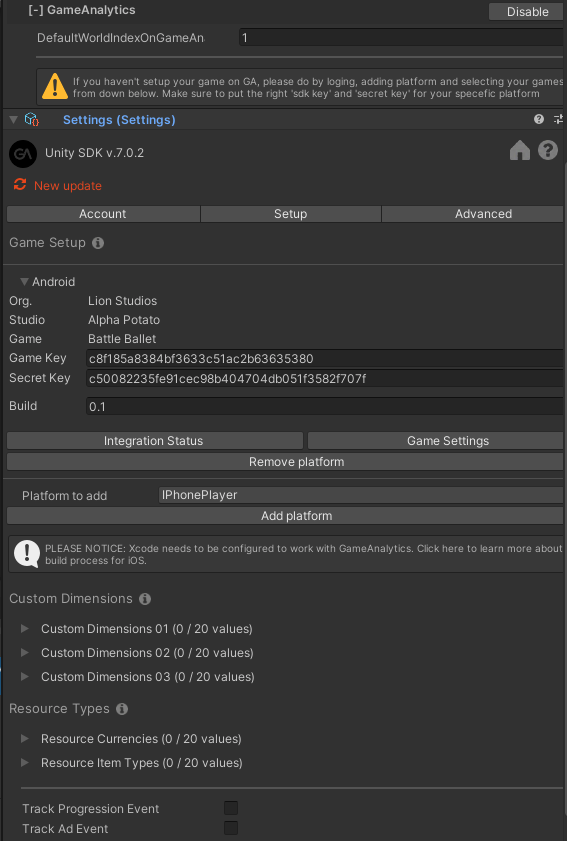 [-] GameAnalytics
Disable
DefaultWorldIndexOnGameAn
1
If you haven't setup your game on GA, please do by loging, adding platform and selecting your games
from down below. Make sure to put the right 'sdk key' and 'secret key' for your specefic platform
Settings (Settings)
GA
Unity SDK v.7.0.2
New update
Account
Setup
Advanced
Game Setup
Android
Org. Lion Studios
Studio Alpha Potato
Game Battle Ballet
Game Key c8f185a8384bf3633c51ac2b63635380
Secret Key c50082235fe91cec98b404704db051f3582f707f
Build 0.1
Integration Status
Game Settings
Remove platform
Platform to add IPhonePlayer
Add platform
PLEASE NOTICE: Xcode needs to be configured to work with GameAnalytics. Click here to learn more about
build process for iOS.
Custom Dimensions
Custom Dimensions 01 (0 / 20 values)
Custom Dimensions 02 (0 / 20 values)
Custom Dimensions 03 (0 / 20 values)
Resource Types
Resource Currencies (0 / 20 values)
Resource Item Types (0 / 20 values)
Track Progression Event
Track Ad Event